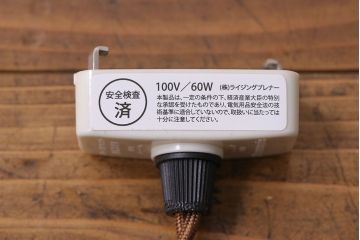 安全検査
済
100V／60W (株)ライジングプレナー
本製品は、一定の条件の下、経済産業大臣の特別
な承認を受けたものであり、電気用品安全法の技
術基準に適合していないので、取扱いに当たっては
十分に注意してください。